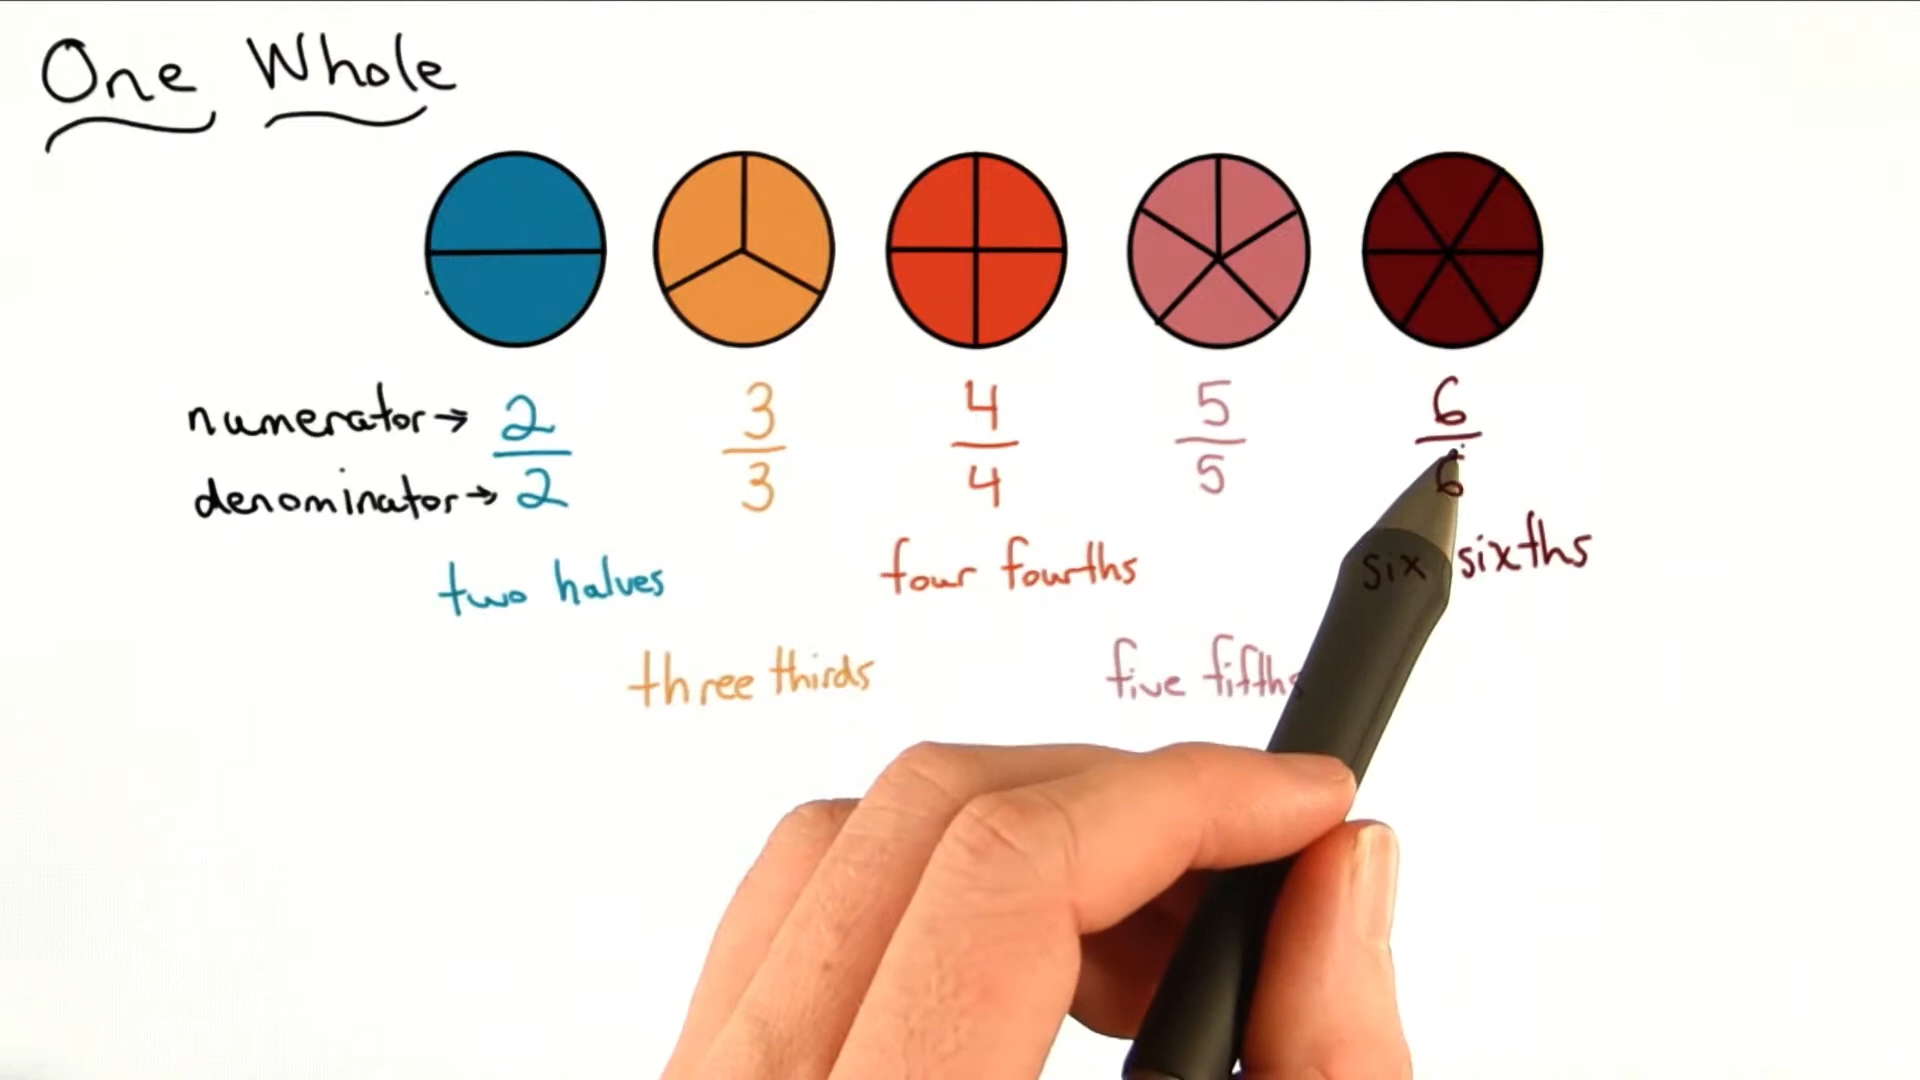 One Whole
numerator→ 2 3 4 5 6
denominator→ 2 3 4 5 6
two halves four fourths six sixths
three thirds five fifths